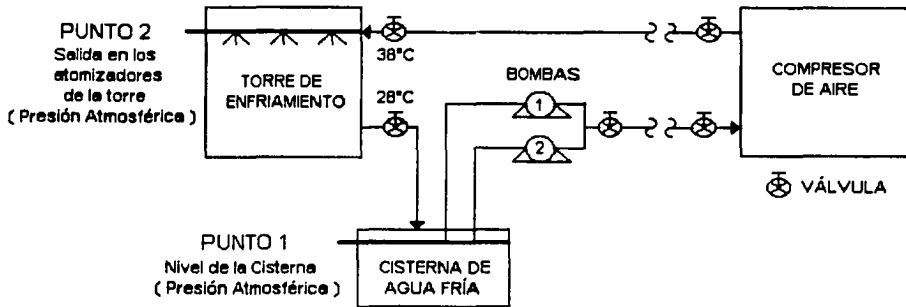 PUNTO 2
Salida en los
atomizadores
de la torre
( Presión Atmosférica )
TORRE DE
ENFRIAMIENTO
38°C
28°C
BOMBAS
1
2
COMPRESOR
DE AIRE
VÁLVULA
PUNTO 1
Nivel de la Cisterna
( Presión Atmosférica )
CISTERNA DE
AGUA FRÍA